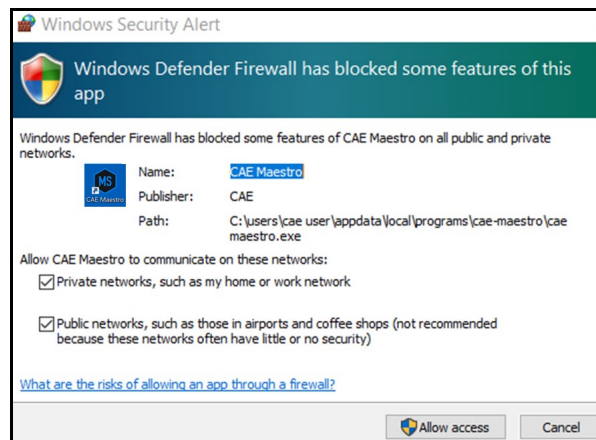 Windows Security Alert
Windows Defender Firewall has blocked some features of this
app
Windows Defender Firewall has blocked some features of CAE Maestro on all public and private
networks.
MS
CAE Maestro
Name: CAE Maestro
Publisher: CAE
Path: C:\users\cae user\appdata\local\programs\cae-maestro\cae
maestro.exe
Allow CAE Maestro to communicate on these networks:
Private networks, such as my home or work network
Public networks, such as those in airports and coffee shops (not recommended
because these networks often have little or no security)
What are the risks of allowing an app through a firewall?
Allow access Cancel